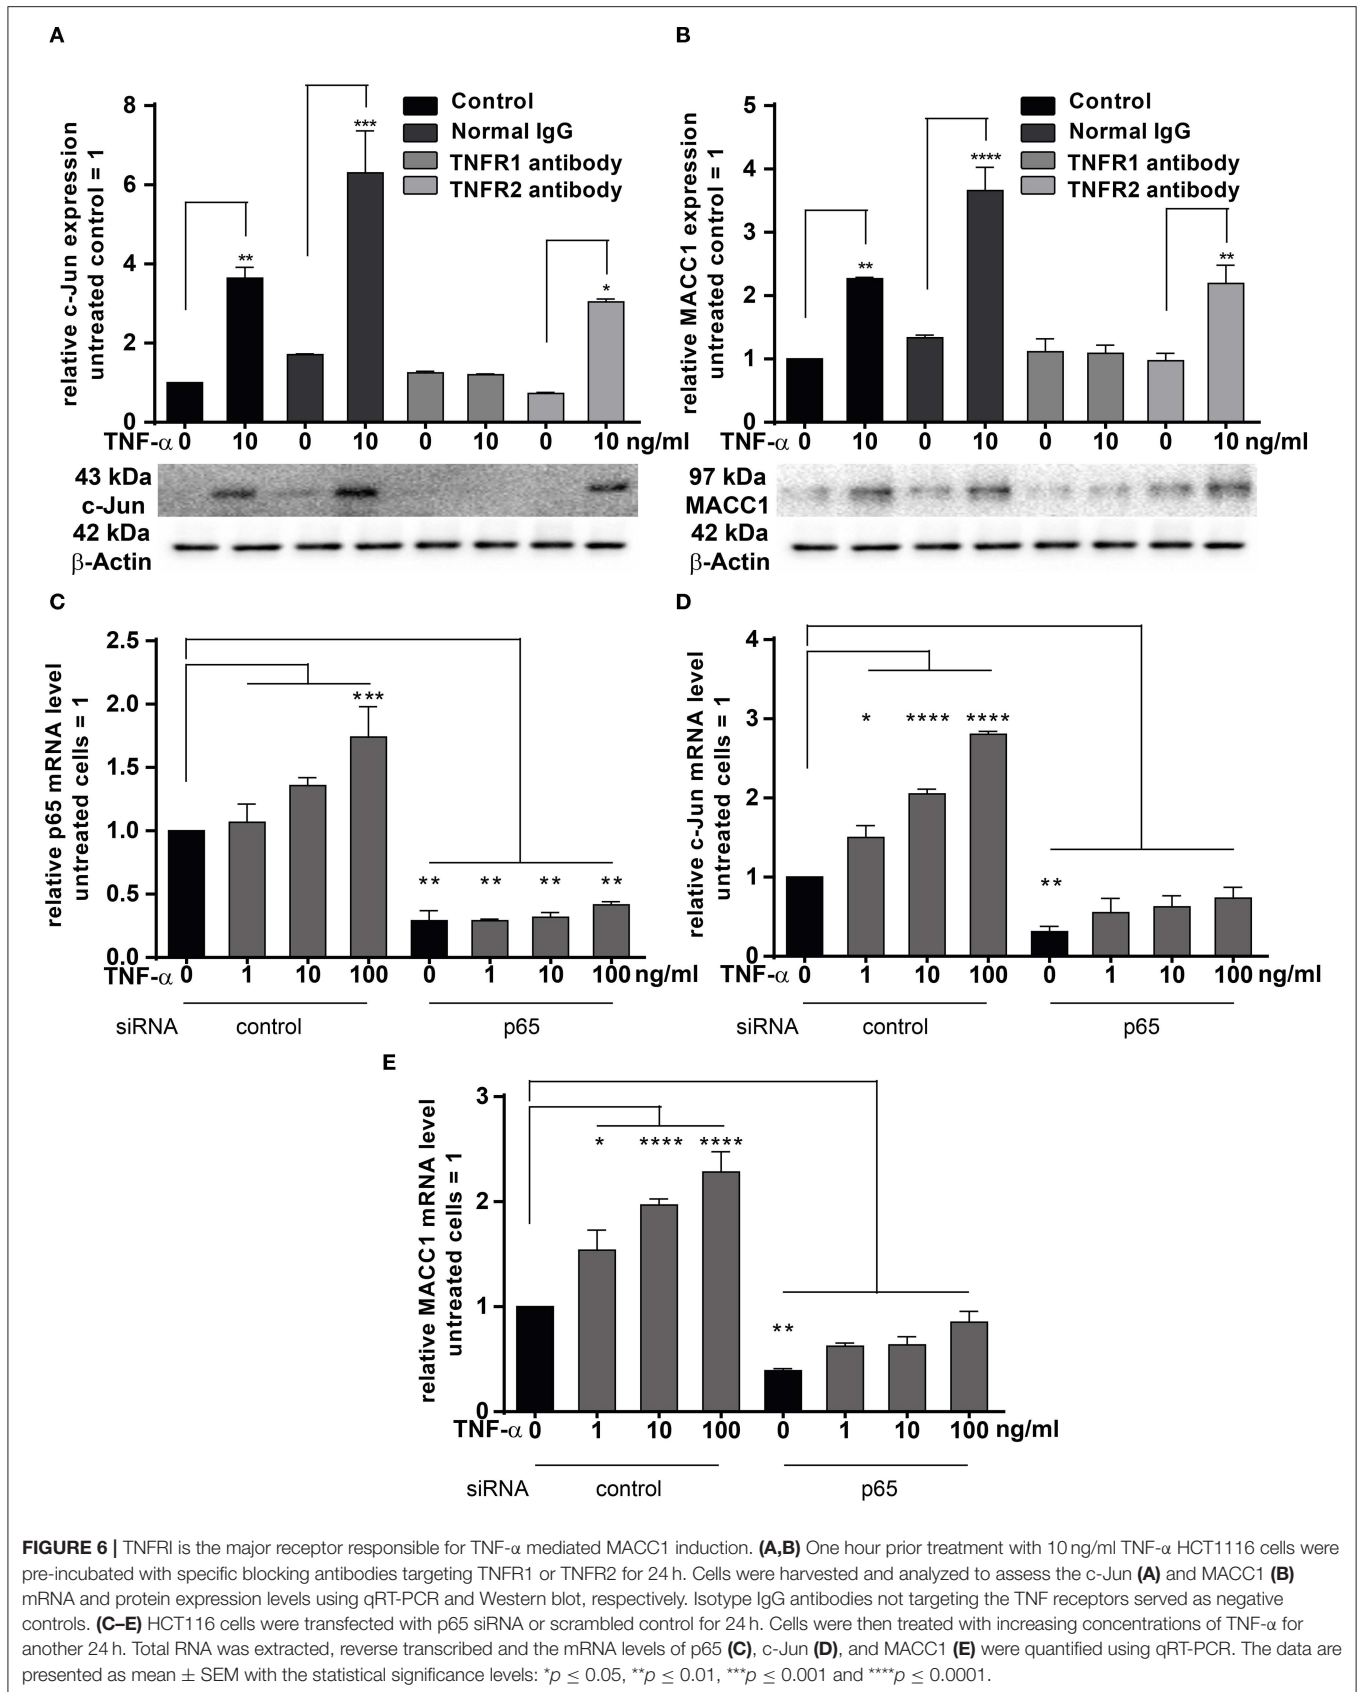 A
relative c-Jun expression
untreated control = 1
8
6
4
2
0
**
***
*
Control
Normal IgG
TNFR1 antibody
TNFR2 antibody
TNF-α 0 10 0 10 0 10 0 10 ng/ml
43 kDa
c-Jun
42 kDa
β-Actin
B
relative MACC1 expression
untreated control = 1
5
4
3
2
1
0
**
****
**
Control
Normal IgG
TNFR1 antibody
TNFR2 antibody
TNF-α 0 10 0 10 0 10 0 10 ng/ml
97 kDa
MACC1
42 kDa
β-Actin
C
relative p65 mRNA level
untreated cells = 1
2.5
2.0
1.5
1.0
0.5
0.0
***
** ** ** **
TNF-α 0 1 10 100 0 1 10 100 ng/ml
siRNA control p65
D
relative c-Jun mRNA level
untreated cells = 1
4
3
2
1
0
* **** ****
**
TNF-α 0 1 10 100 0 1 10 100 ng/ml
siRNA control p65
E
relative MACC1 mRNA level
untreated cells = 1
3
2
1
0
* **** ****
**
TNF-α 0 1 10 100 0 1 10 100 ng/ml
siRNA control p65
FIGURE 6 | TNFRI is the major receptor responsible for TNF-α mediated MACC1 induction. (A,B) One hour prior treatment with 10 ng/ml TNF-α HCT1116 cells were
pre-incubated with specific blocking antibodies targeting TNFR1 or TNFR2 for 24 h. Cells were harvested and analyzed to assess the c-Jun (A) and MACC1 (B)
mRNA and protein expression levels using qRT-PCR and Western blot, respectively. Isotype IgG antibodies not targeting the TNF receptors served as negative
controls. (C–E) HCT116 cells were transfected with p65 siRNA or scrambled control for 24 h. Cells were then treated with increasing concentrations of TNF-α for
another 24 h. Total RNA was extracted, reverse transcribed and the mRNA levels of p65 (C), c-Jun (D), and MACC1 (E) were quantified using qRT-PCR. The data are
presented as mean ± SEM with the statistical significance levels: *p ≤ 0.05, **p ≤ 0.01, ***p ≤ 0.001 and ****p ≤ 0.0001.